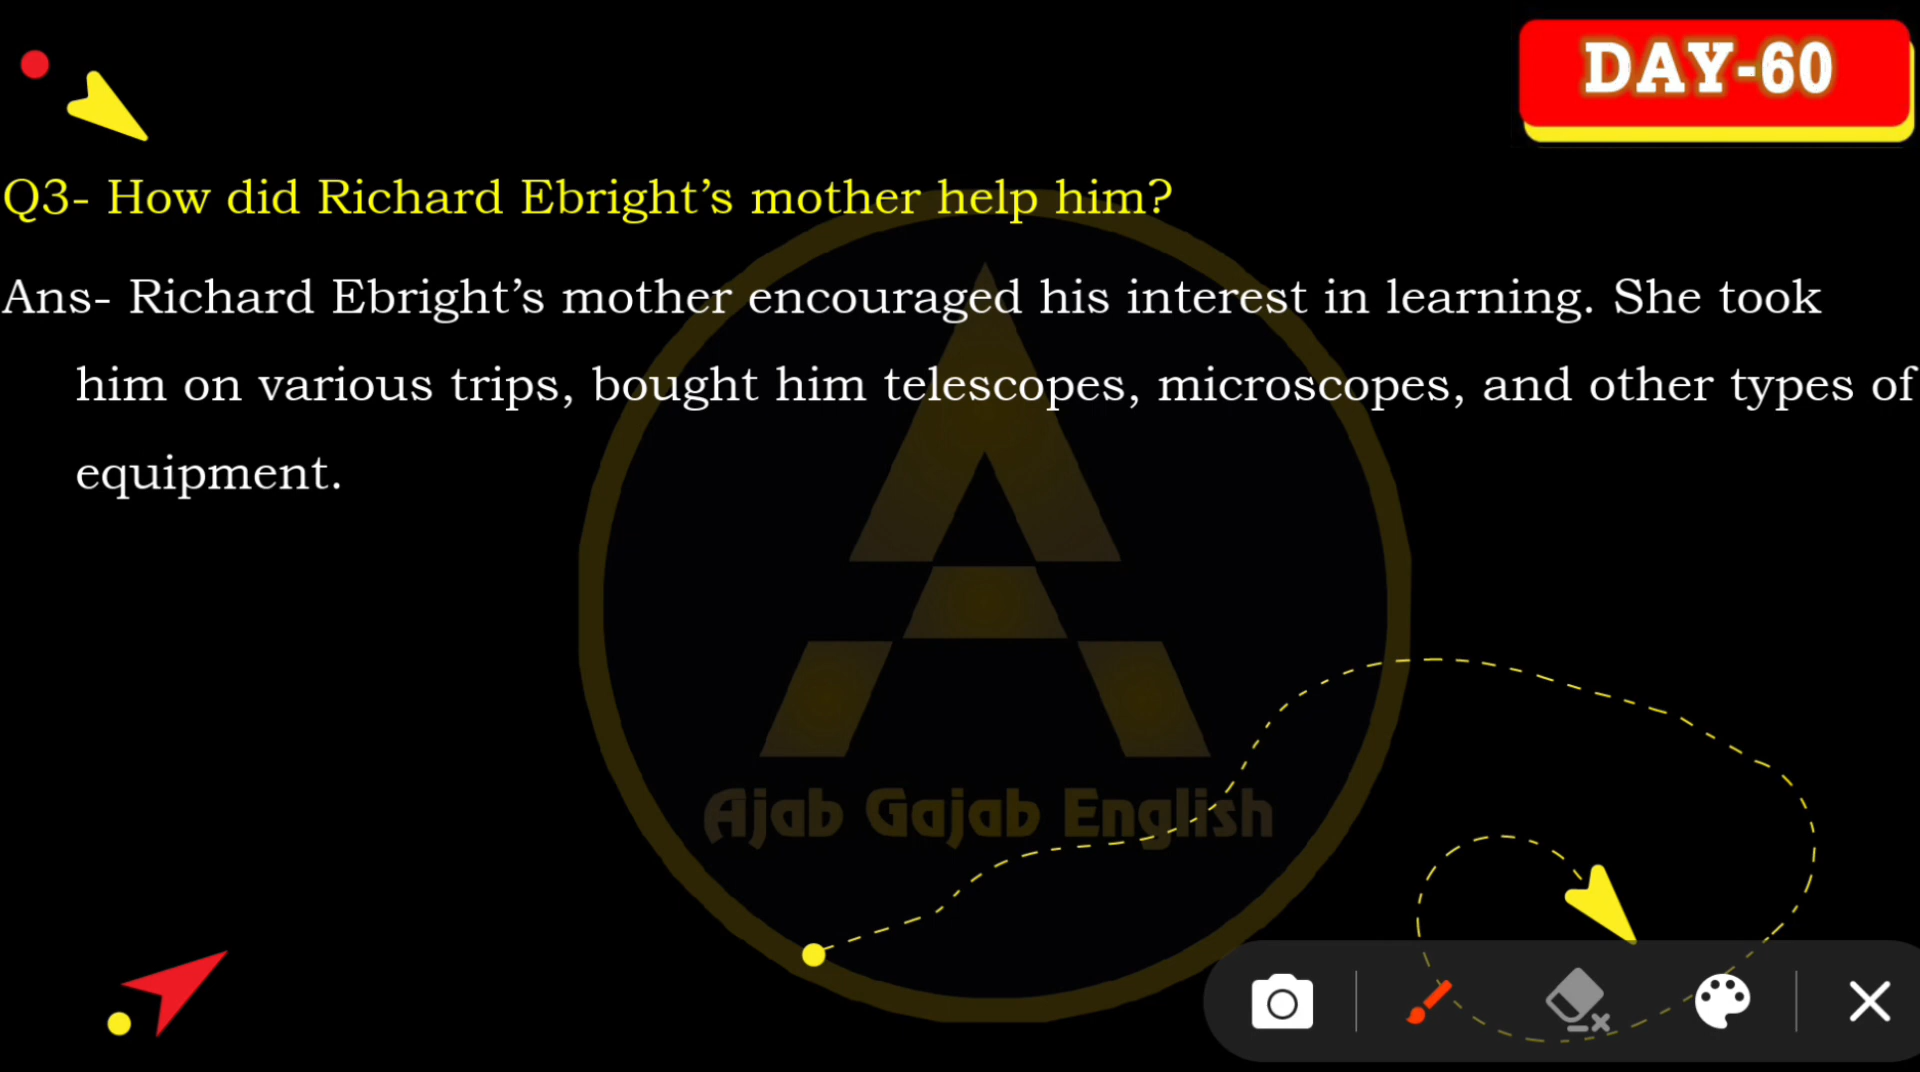 DAY-60
Q3- How did Richard Ebright’s mother help him?
Ans- Richard Ebright’s mother encouraged his interest in learning. She took
him on various trips, bought him telescopes, microscopes, and other types of
equipment.
Ajab Gajab English